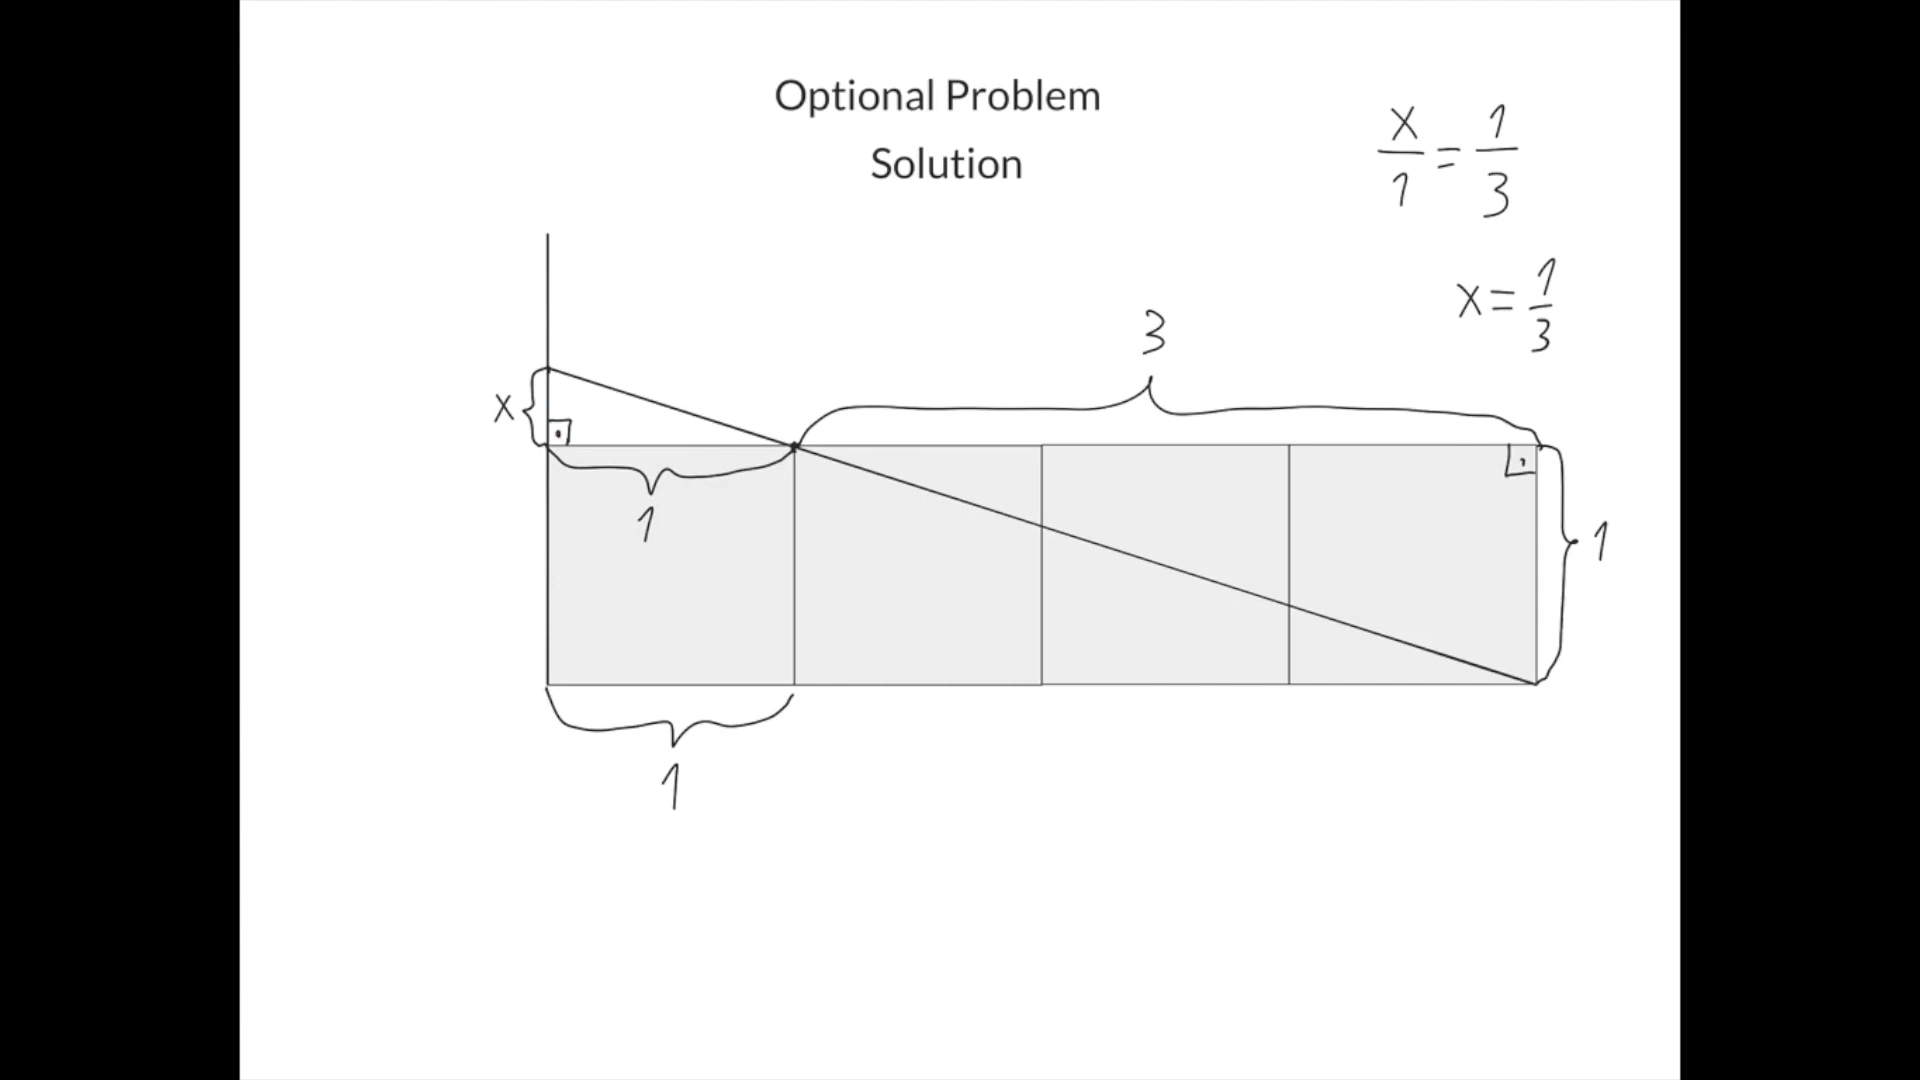 Optional Problem
Solution
x/1 = 1/3
x = 1/3
3
x
1
1
1